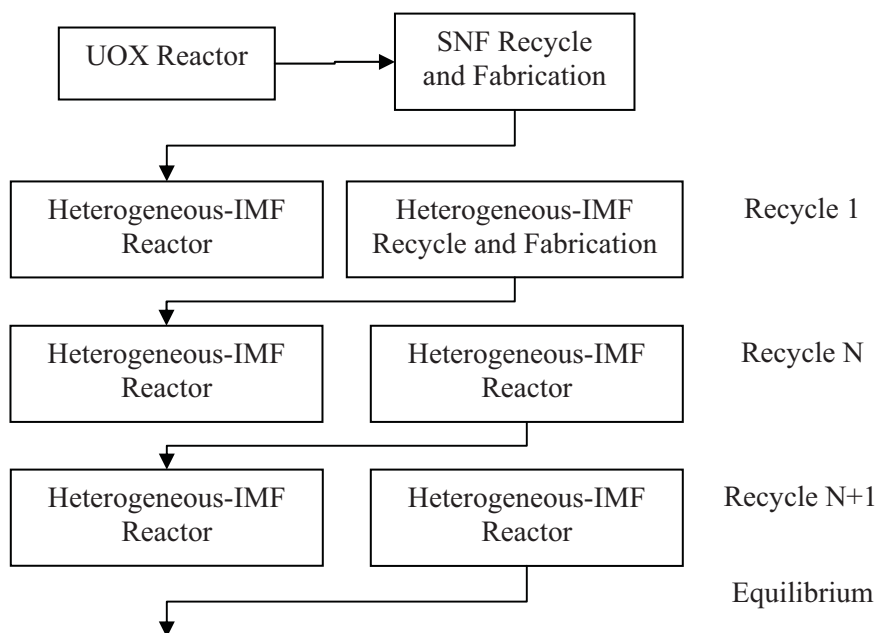 UOX Reactor
SNF Recycle
and Fabrication
Heterogeneous-IMF
Reactor
Heterogeneous-IMF
Recycle and Fabrication
Recycle 1
Heterogeneous-IMF
Reactor
Heterogeneous-IMF
Reactor
Recycle N
Heterogeneous-IMF
Reactor
Heterogeneous-IMF
Reactor
Recycle N+1
Equilibrium